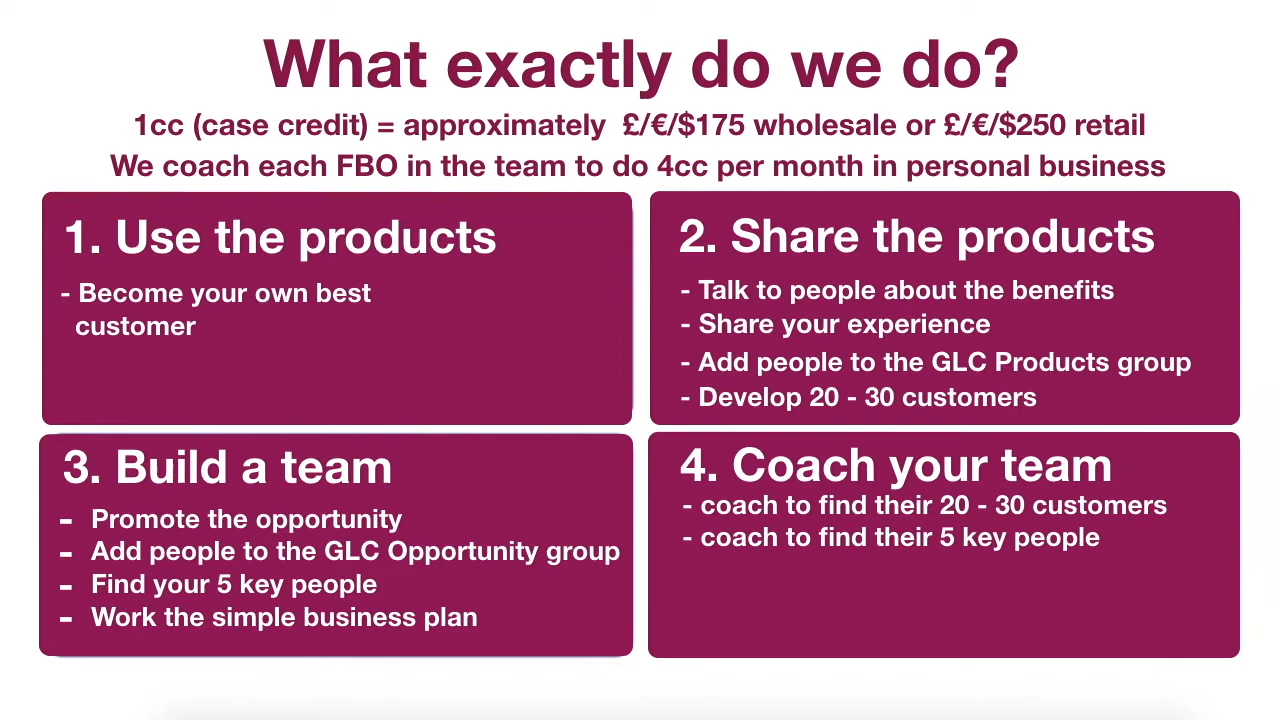 What exactly do we do?
1cc (case credit) = approximately £/€/$175 wholesale or £/€/$250 retail
We coach each FBO in the team to do 4cc per month in personal business
1. Use the products
- Become your own best
customer
2. Share the products
- Talk to people about the benefits
- Share your experience
- Add people to the GLC Products group
- Develop 20 - 30 customers
3. Build a team
- Promote the opportunity
- Add people to the GLC Opportunity group
- Find your 5 key people
- Work the simple business plan
4. Coach your team
- coach to find their 20 - 30 customers
- coach to find their 5 key people